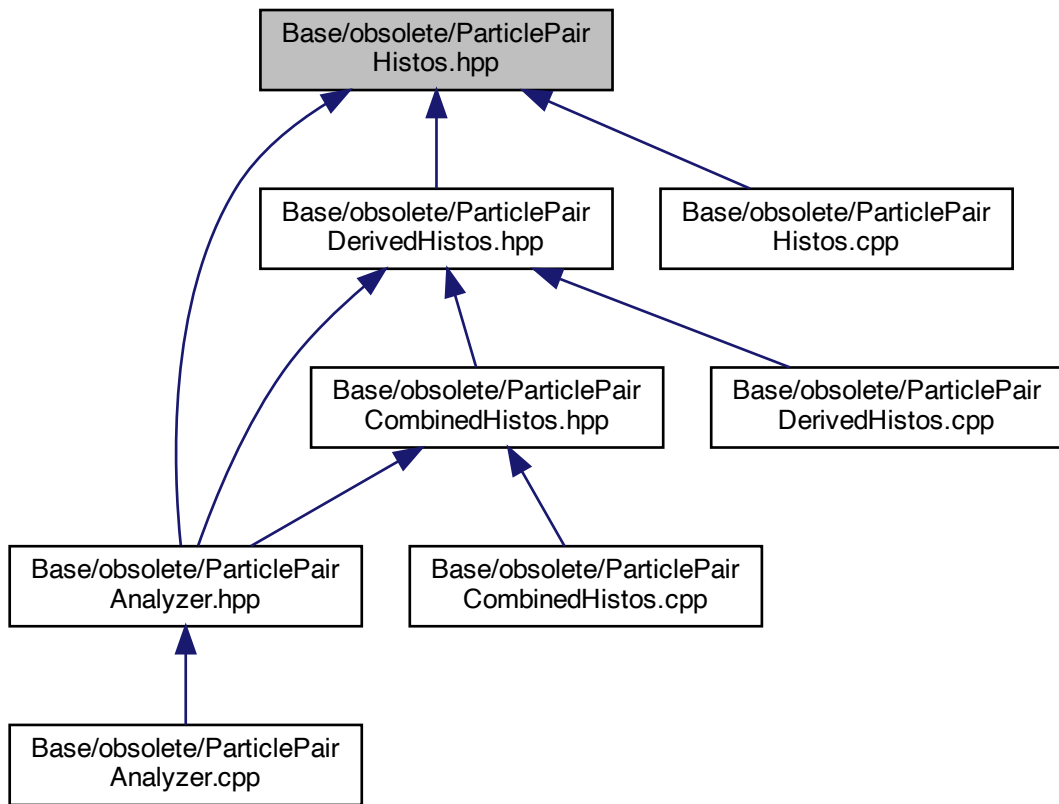 Base/obsolete/ParticlePair
Histos.hpp
Base/obsolete/ParticlePair
DerivedHistos.hpp
Base/obsolete/ParticlePair
Histos.cpp
Base/obsolete/ParticlePair
CombinedHistos.hpp
Base/obsolete/ParticlePair
DerivedHistos.cpp
Base/obsolete/ParticlePair
Analyzer.hpp
Base/obsolete/ParticlePair
CombinedHistos.cpp
Base/obsolete/ParticlePair
Analyzer.cpp